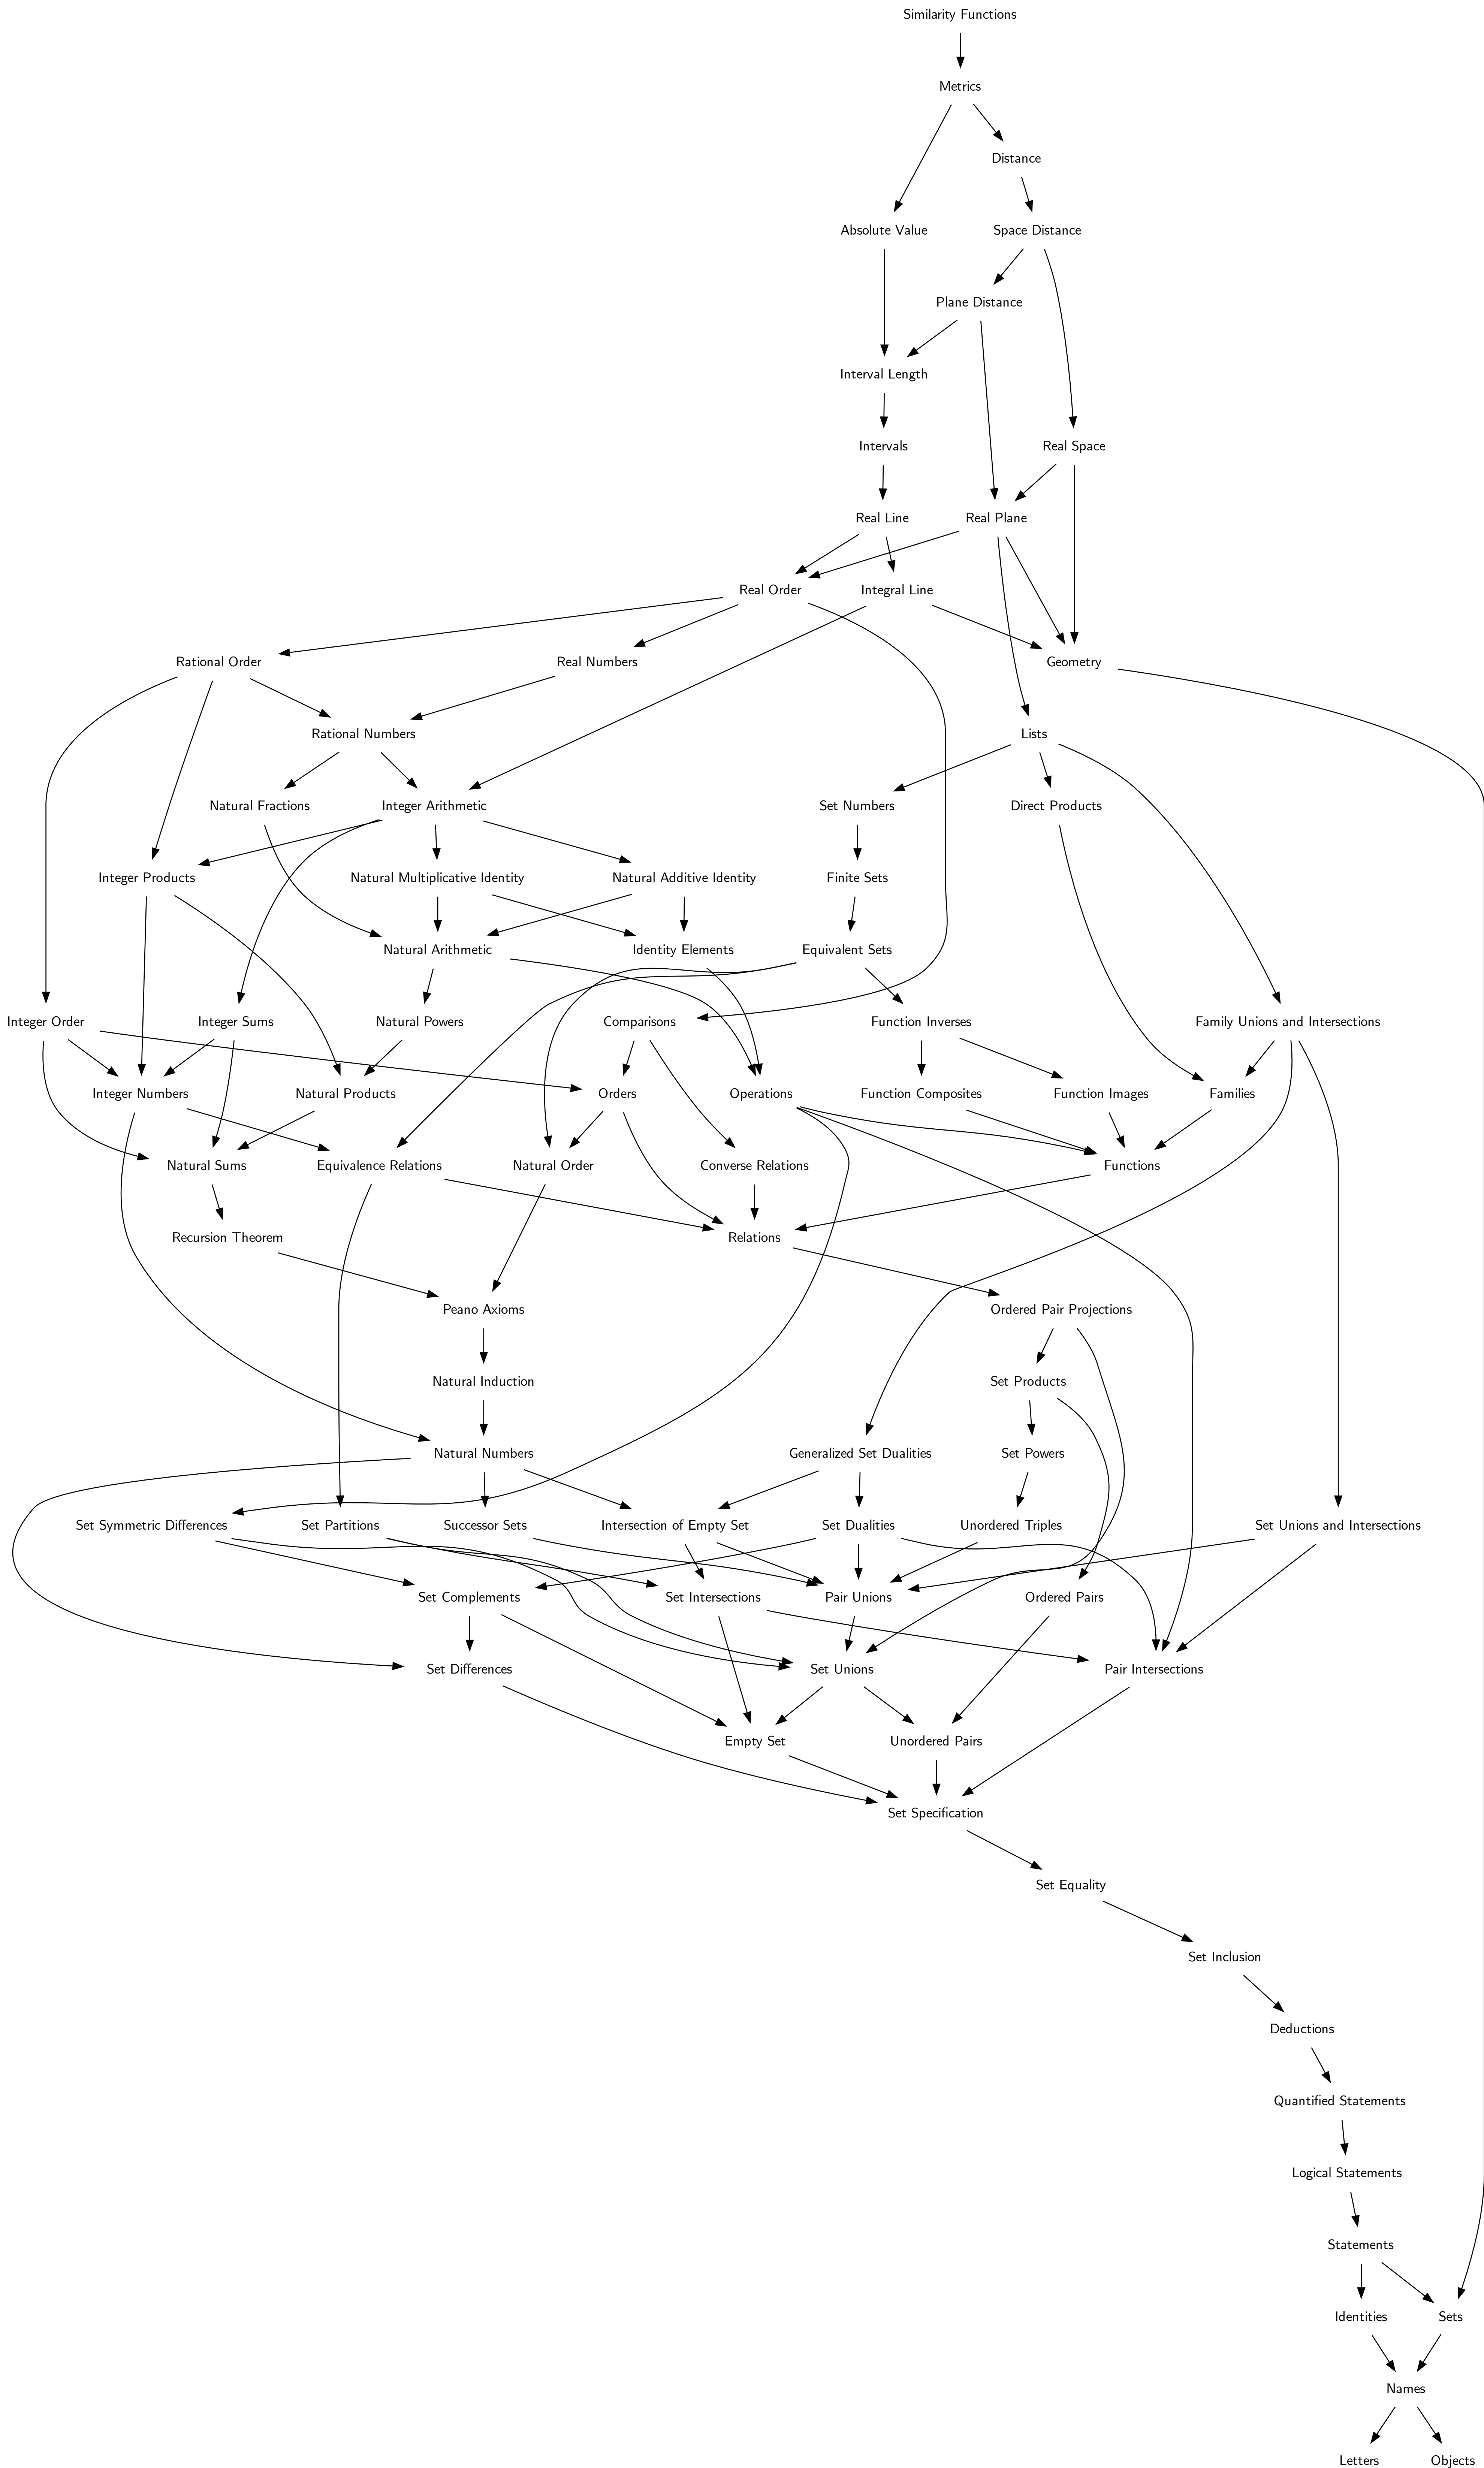 Similarity Functions
Metrics
Distance
Absolute Value
Space Distance
Plane Distance
Interval Length
Intervals
Real Space
Real Line
Real Plane
Real Order
Integral Line
Rational Order
Real Numbers
Geometry
Rational Numbers
Lists
Natural Fractions
Integer Arithmetic
Set Numbers
Direct Products
Integer Products
Natural Multiplicative Identity
Natural Additive Identity
Finite Sets
Natural Arithmetic
Identity Elements
Equivalent Sets
Integer Order
Integer Sums
Natural Powers
Comparisons
Function Inverses
Family Unions and Intersections
Integer Numbers
Natural Products
Orders
Operations
Function Composites
Function Images
Families
Natural Sums
Equivalence Relations
Natural Order
Converse Relations
Functions
Recursion Theorem
Relations
Peano Axioms
Ordered Pair Projections
Natural Induction
Set Products
Natural Numbers
Generalized Set Dualities
Set Powers
Set Symmetric Differences
Set Partitions
Successor Sets
Intersection of Empty Set
Set Dualities
Unordered Triples
Set Unions and Intersections
Set Complements
Set Intersections
Pair Unions
Ordered Pairs
Set Differences
Set Unions
Pair Intersections
Empty Set
Unordered Pairs
Set Specification
Set Equality
Set Inclusion
Deductions
Quantified Statements
Logical Statements
Statements
Identities
Sets
Names
Letters
Objects